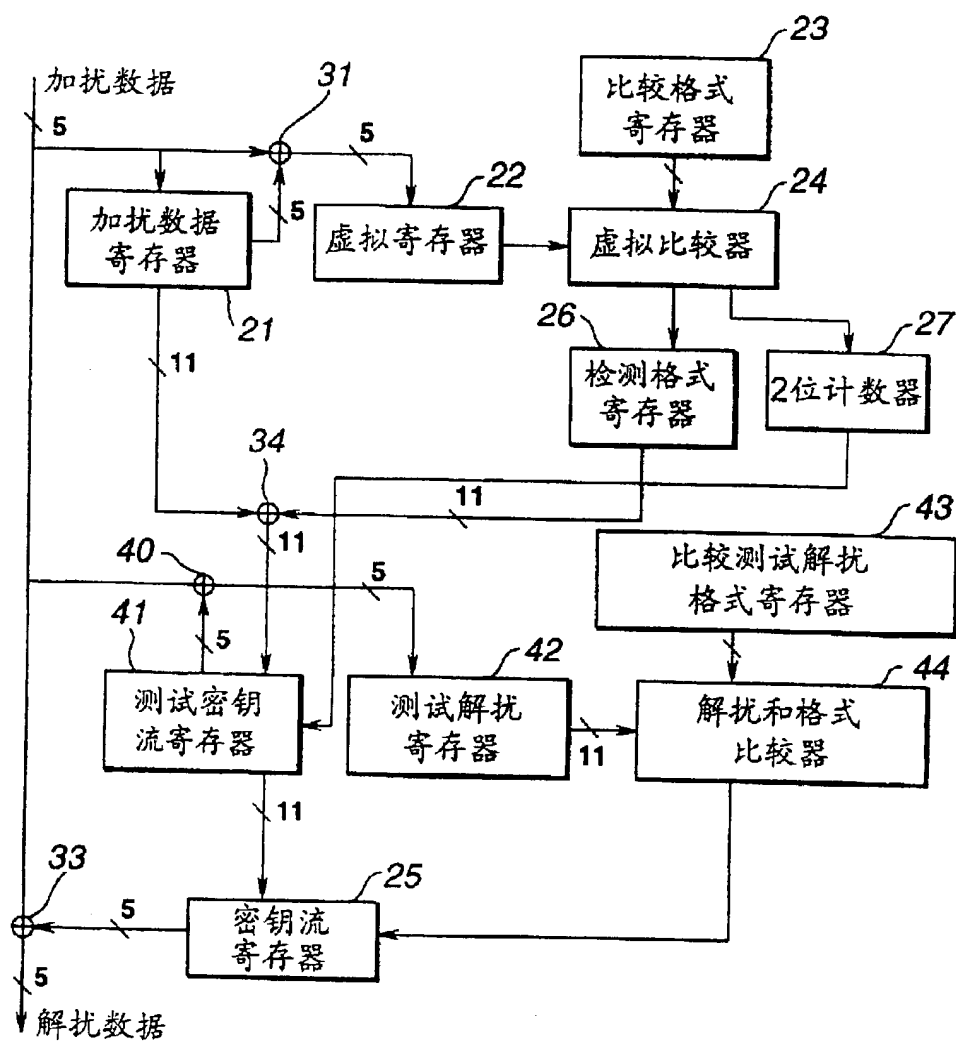 加扰数据
5
31
5
23
比较格式
寄存器
加扰数据
寄存器
21
5
22
虚拟寄存器
24
虚拟比较器
11
26
检测格式
寄存器
27
2位计数器
34
11
11
43
比较测试解扰
格式寄存器
40
5
41
5
测试密钥
流寄存器
42
测试解扰
寄存器
11
44
解扰和格式
比较器
11
33
5
25
密钥流
寄存器
5
解扰数据